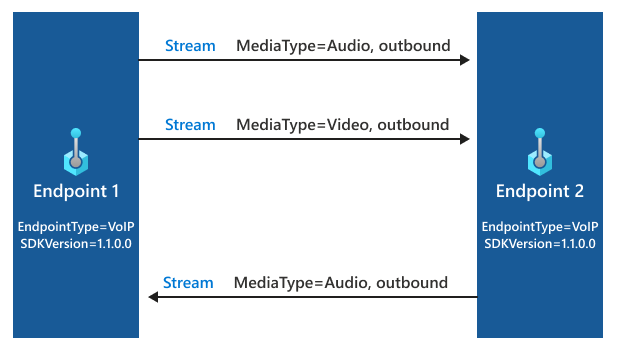 Stream MediaType=Audio, outbound
Stream MediaType=Video, outbound
Endpoint 1
EndpointType=VoIP
SDKVersion=1.1.0.0
Endpoint 2
EndpointType=VoIP
SDKVersion=1.1.0.0
Stream MediaType=Audio, outbound